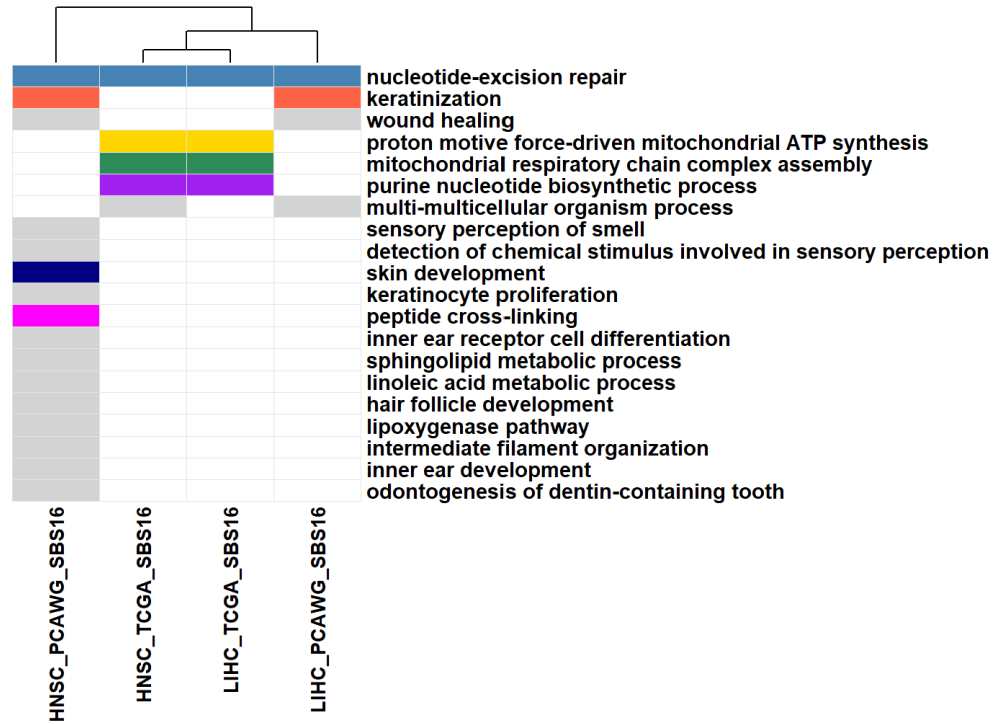 nucleotide-excision repair
keratinization
wound healing
proton motive force-driven mitochondrial ATP synthesis
mitochondrial respiratory chain complex assembly
purine nucleotide biosynthetic process
multi-multicellular organism process
sensory perception of smell
detection of chemical stimulus involved in sensory perception
skin development
keratinocyte proliferation
peptide cross-linking
inner ear receptor cell differentiation
sphingolipid metabolic process
linoleic acid metabolic process
hair follicle development
lipoxygenase pathway
intermediate filament organization
inner ear development
odontogenesis of dentin-containing tooth
HNSC_PCAWG_SBS16
HNSC_TCGA_SBS16
LIHC_TCGA_SBS16
LIHC_PCAWG_SBS16